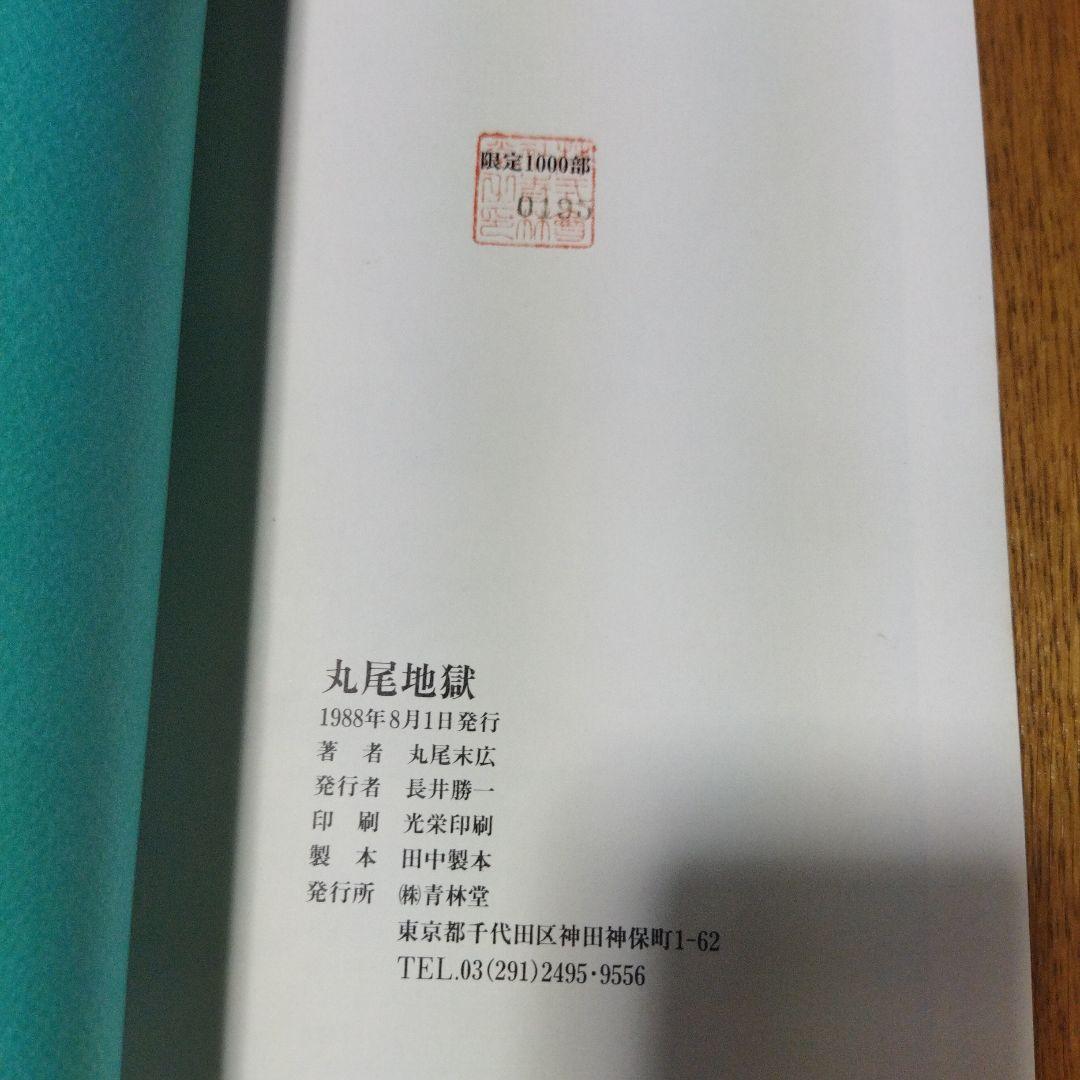 限定1000部
0195
丸尾地獄
1988年8月1日発行
著 者 丸尾末広
発行者 長井勝一
印 刷 光栄印刷
製 本 田中製本
発行所 ㈱青林堂
東京都千代田区神田神保町1-62
TEL.03(291)2495・9556